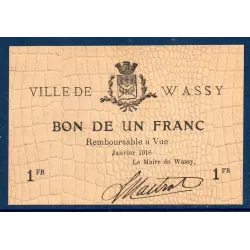 VILLE DE WASSY
BON DE UN FRANC
Remboursable à Vue
Janvier 1916
Le Maire de Wassy,
1 FR 1 FR